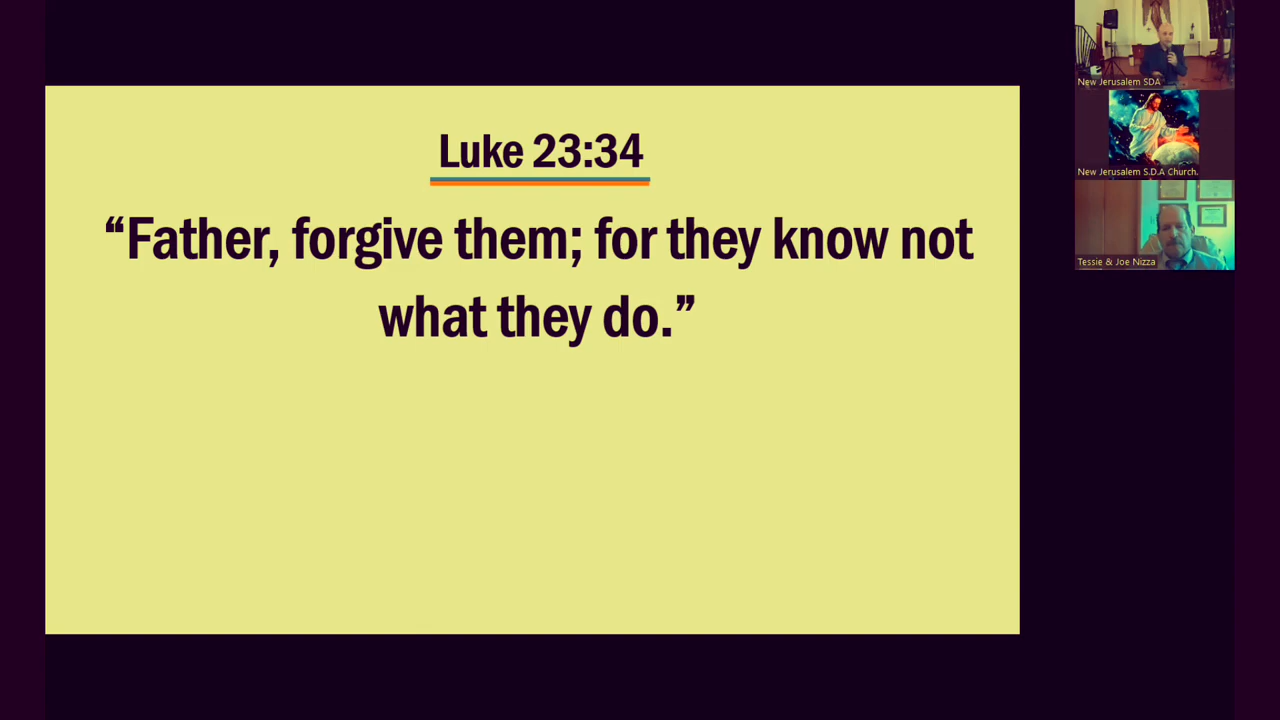 Luke 23:34
“Father, forgive them; for they know not
what they do.”
New Jerusalem SDA
New Jerusalem S.D.A Church.
Tessie & Joe Nizza